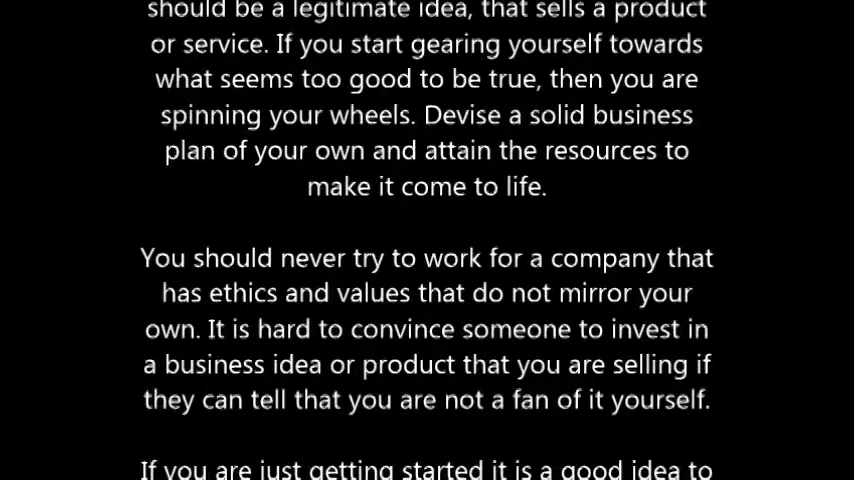 should be a legitimate idea, that sells a product
or service. If you start gearing yourself towards
what seems too good to be true, then you are
spinning your wheels. Devise a solid business
plan of your own and attain the resources to
make it come to life.
You should never try to work for a company that
has ethics and values that do not mirror your
own. It is hard to convince someone to invest in
a business idea or product that you are selling if
they can tell that you are not a fan of it yourself.
If you are just getting started it is a good idea to